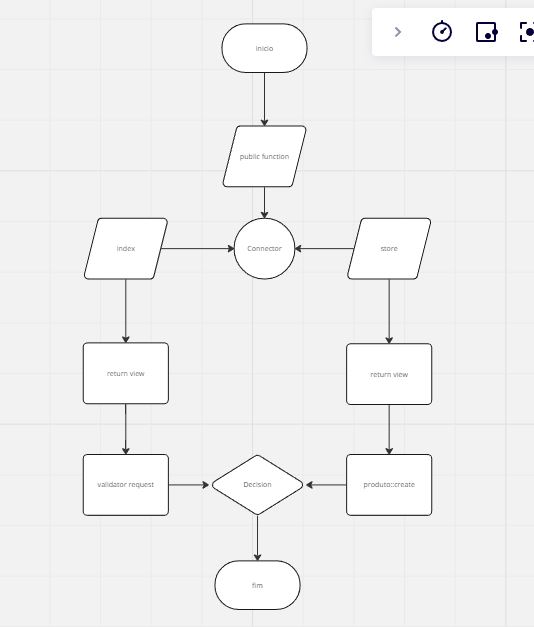 inicio
public function
index
Connector
store
return view
return view
validator request
Decision
produto::create
fim